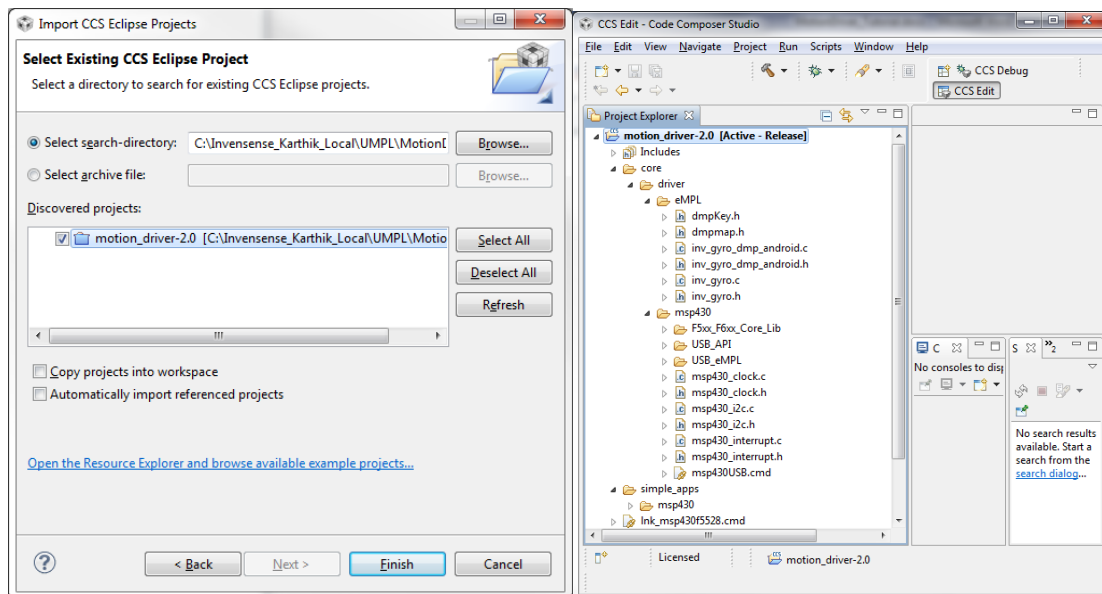 Import CCS Eclipse Projects
Select Existing CCS Eclipse Project
Select a directory to search for existing CCS Eclipse projects.
Select search-directory: C:\Invensense_Karthik_Local\UMPL\Motion[ Browse...
Select archive file: Browse...
Discovered projects:
motion_driver-2.0 [C:\Invensense_Karthik_Local\UMPL\Motio
Select All
Deselect All
Refresh
Copy projects into workspace
Automatically import referenced projects
Open the Resource Explorer and browse available example projects...
< Back Next > Finish Cancel
CCS Edit - Code Composer Studio
File Edit View Navigate Project Run Scripts Window Help
CCS Debug
CCS Edit
Project Explorer
motion_driver-2.0 [Active - Release]
Includes
core
driver
eMPL
dmpKey.h
dmpmap.h
inv_gyro_dmp_android.c
inv_gyro_dmp_android.h
inv_gyro.c
inv_gyro.h
msp430
F5xx_F6xx_Core_Lib
USB_API
USB_eMPL
msp430_clock.c
msp430_clock.h
msp430_i2c.c
msp430_i2c.h
msp430_interrupt.c
msp430_interrupt.h
msp430USB.cmd
simple_apps
msp430
lnk_msp430f5528.cmd
C
No consoles to disp
S
2
No search results
available. Start a
search from the
search dialog...
Licensed
motion_driver-2.0